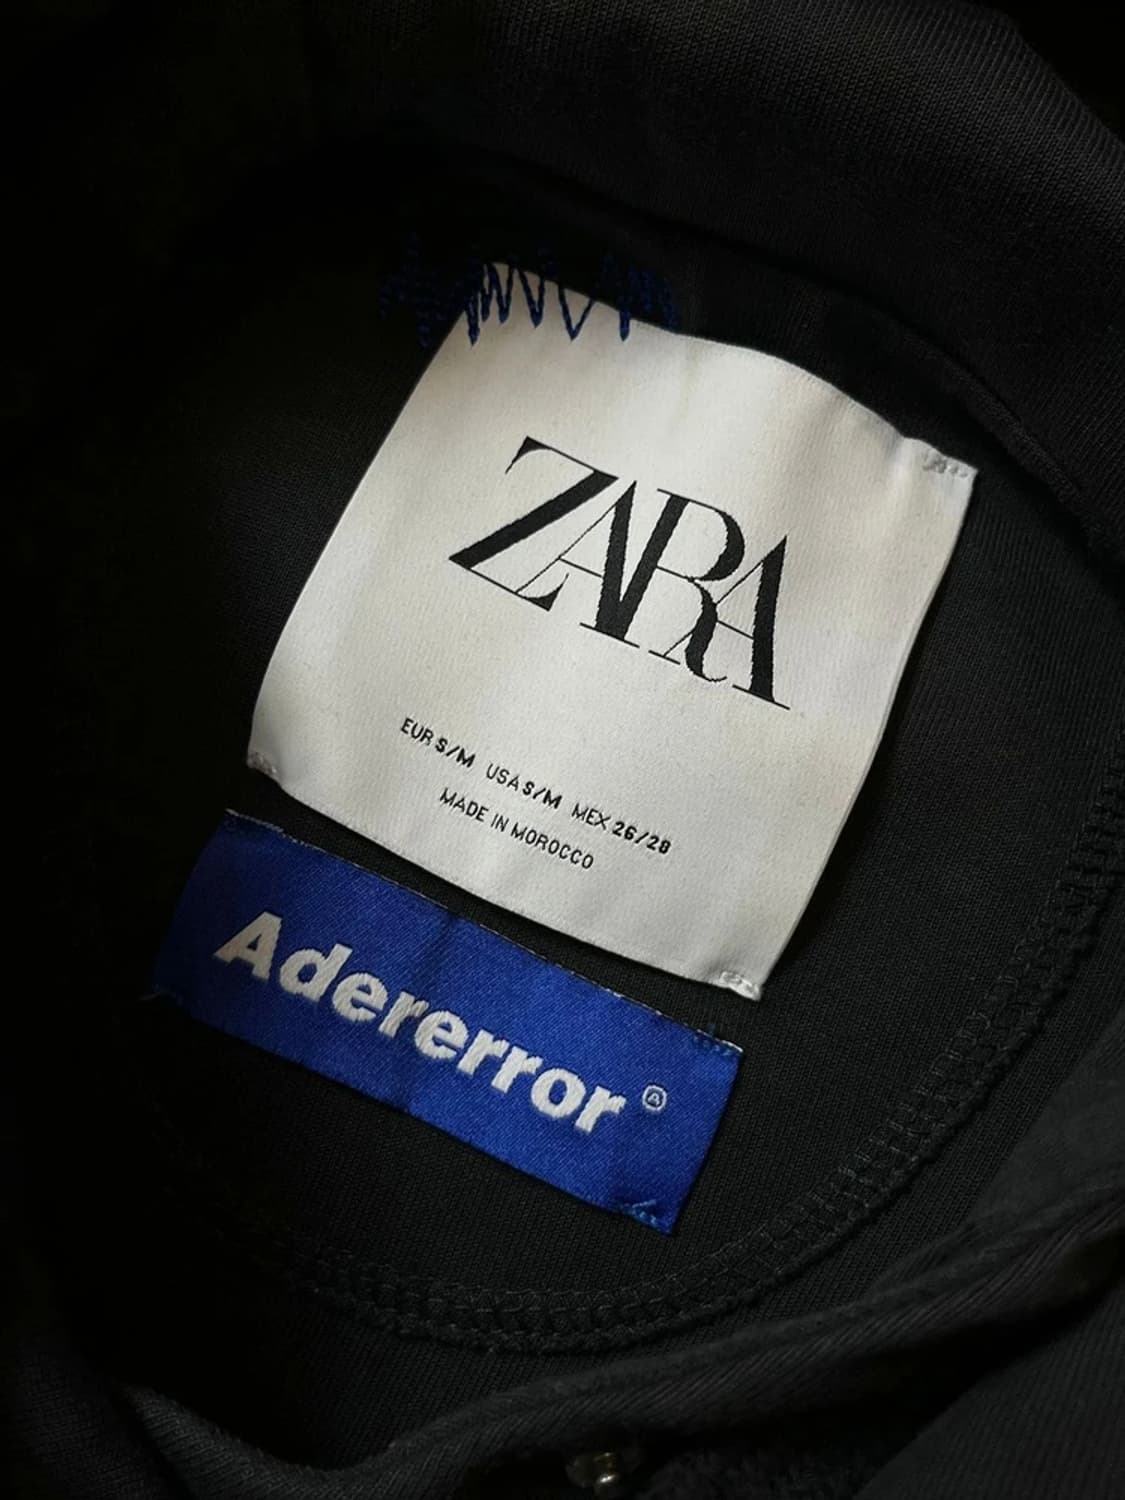 ZARA
EUR S/M USA S/M MEX 26/28
MADE IN MOROCCO
Adererror